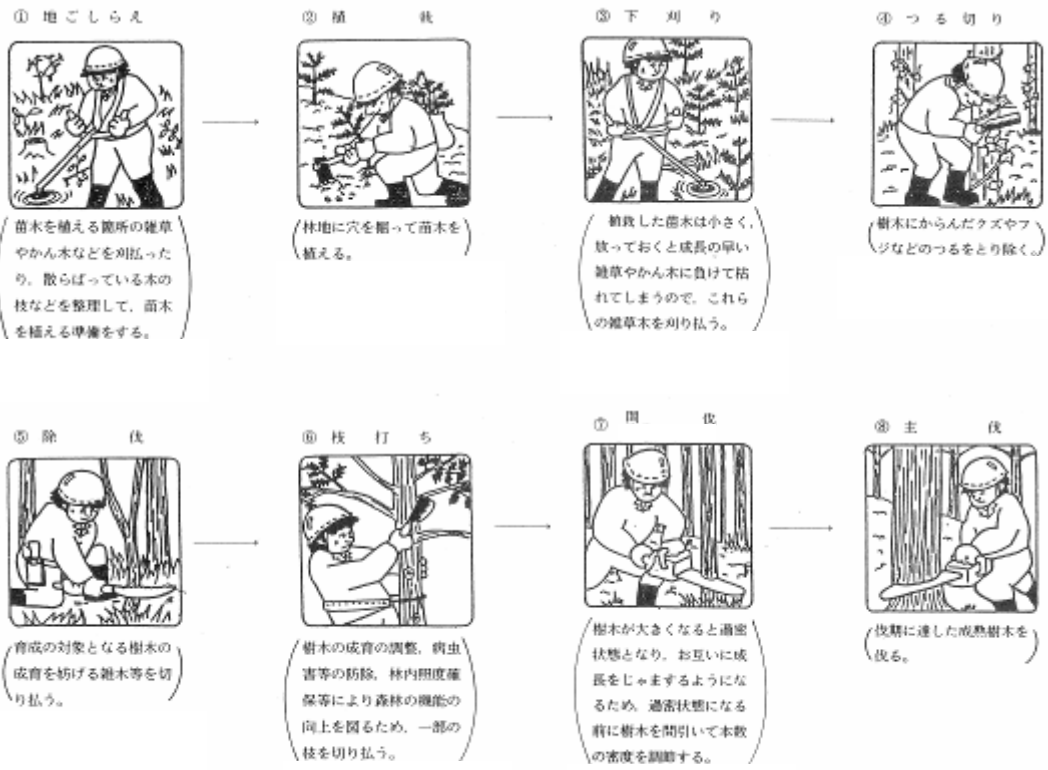 ① 地ごしらえ
苗木を植える箇所の雑草
やかん木などを刈払った
り、散らばっている木の
枝などを整理して、苗木
を植える準備をする。
② 植栽
林地に穴を掘って苗木を
植える。
③ 下刈り
植栽した苗木は小さく、
放っておくと成長の早い
雑草やかん木に負けて枯
れてしまうので、これら
の雑草木を刈り払う。
④ つる切り
樹木にからんだクズやフ
ジなどのつるをとり除く。
⑤ 除伐
育成の対象となる樹木の
成育を妨げる雑木等を切
り払う。
⑥ 枝打ち
樹木の成育の調整、病虫
害等の防除、林内照度確
保等により森林の機能の
向上を図るため、一部の
枝を切り払う。
⑦ 間伐
樹木が大きくなると過密
状態となり、お互いに成
長をじゃまするようにな
るため、過密状態になる
前に樹木を間引いて本数
の密度を調節する。
⑧ 主伐
伐期に達した成熟樹木を
伐る。